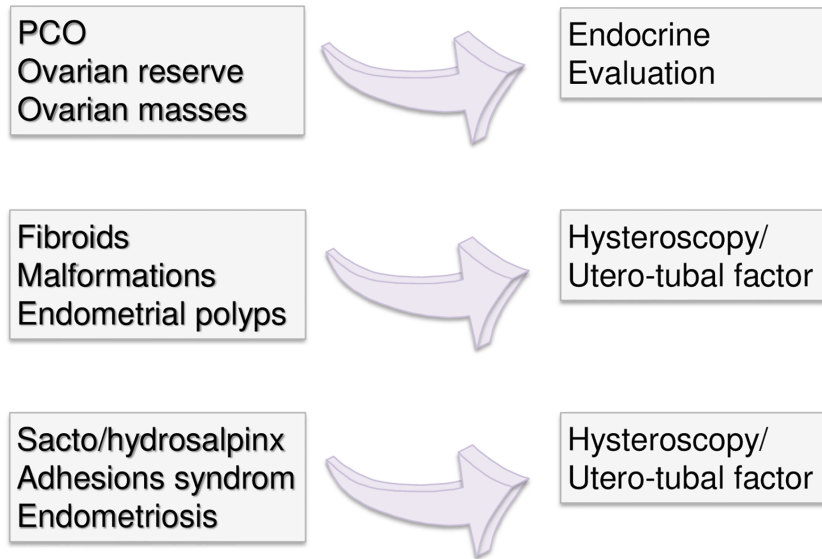 PCO
Ovarian reserve
Ovarian masses
Endocrine
Evaluation
Fibroids
Malformations
Endometrial polyps
Hysteroscopy/
Utero-tubal factor
Sacto/hydrosalpinx
Adhesions syndrom
Endometriosis
Hysteroscopy/
Utero-tubal factor